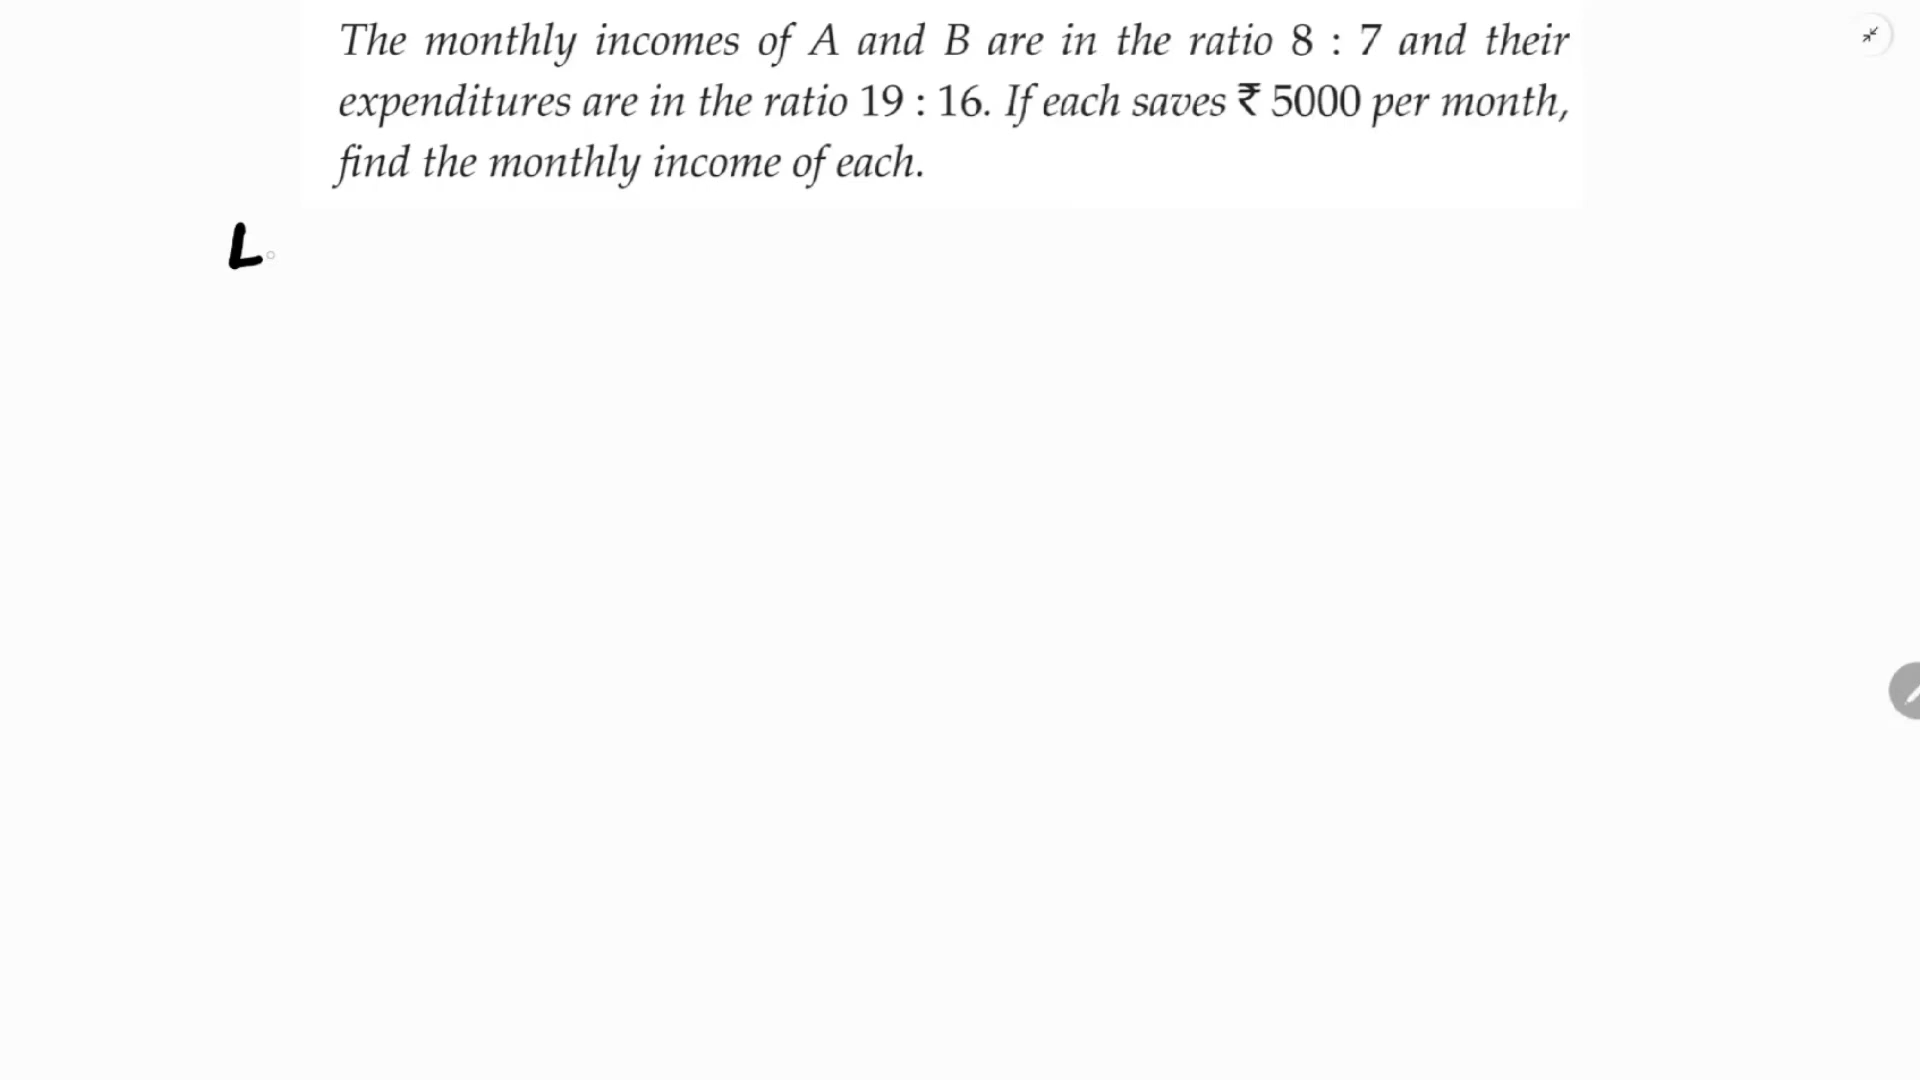 The monthly incomes of A and B are in the ratio 8 : 7 and their
expenditures are in the ratio 19 : 16. If each saves ₹ 5000 per month,
find the monthly income of each.
L